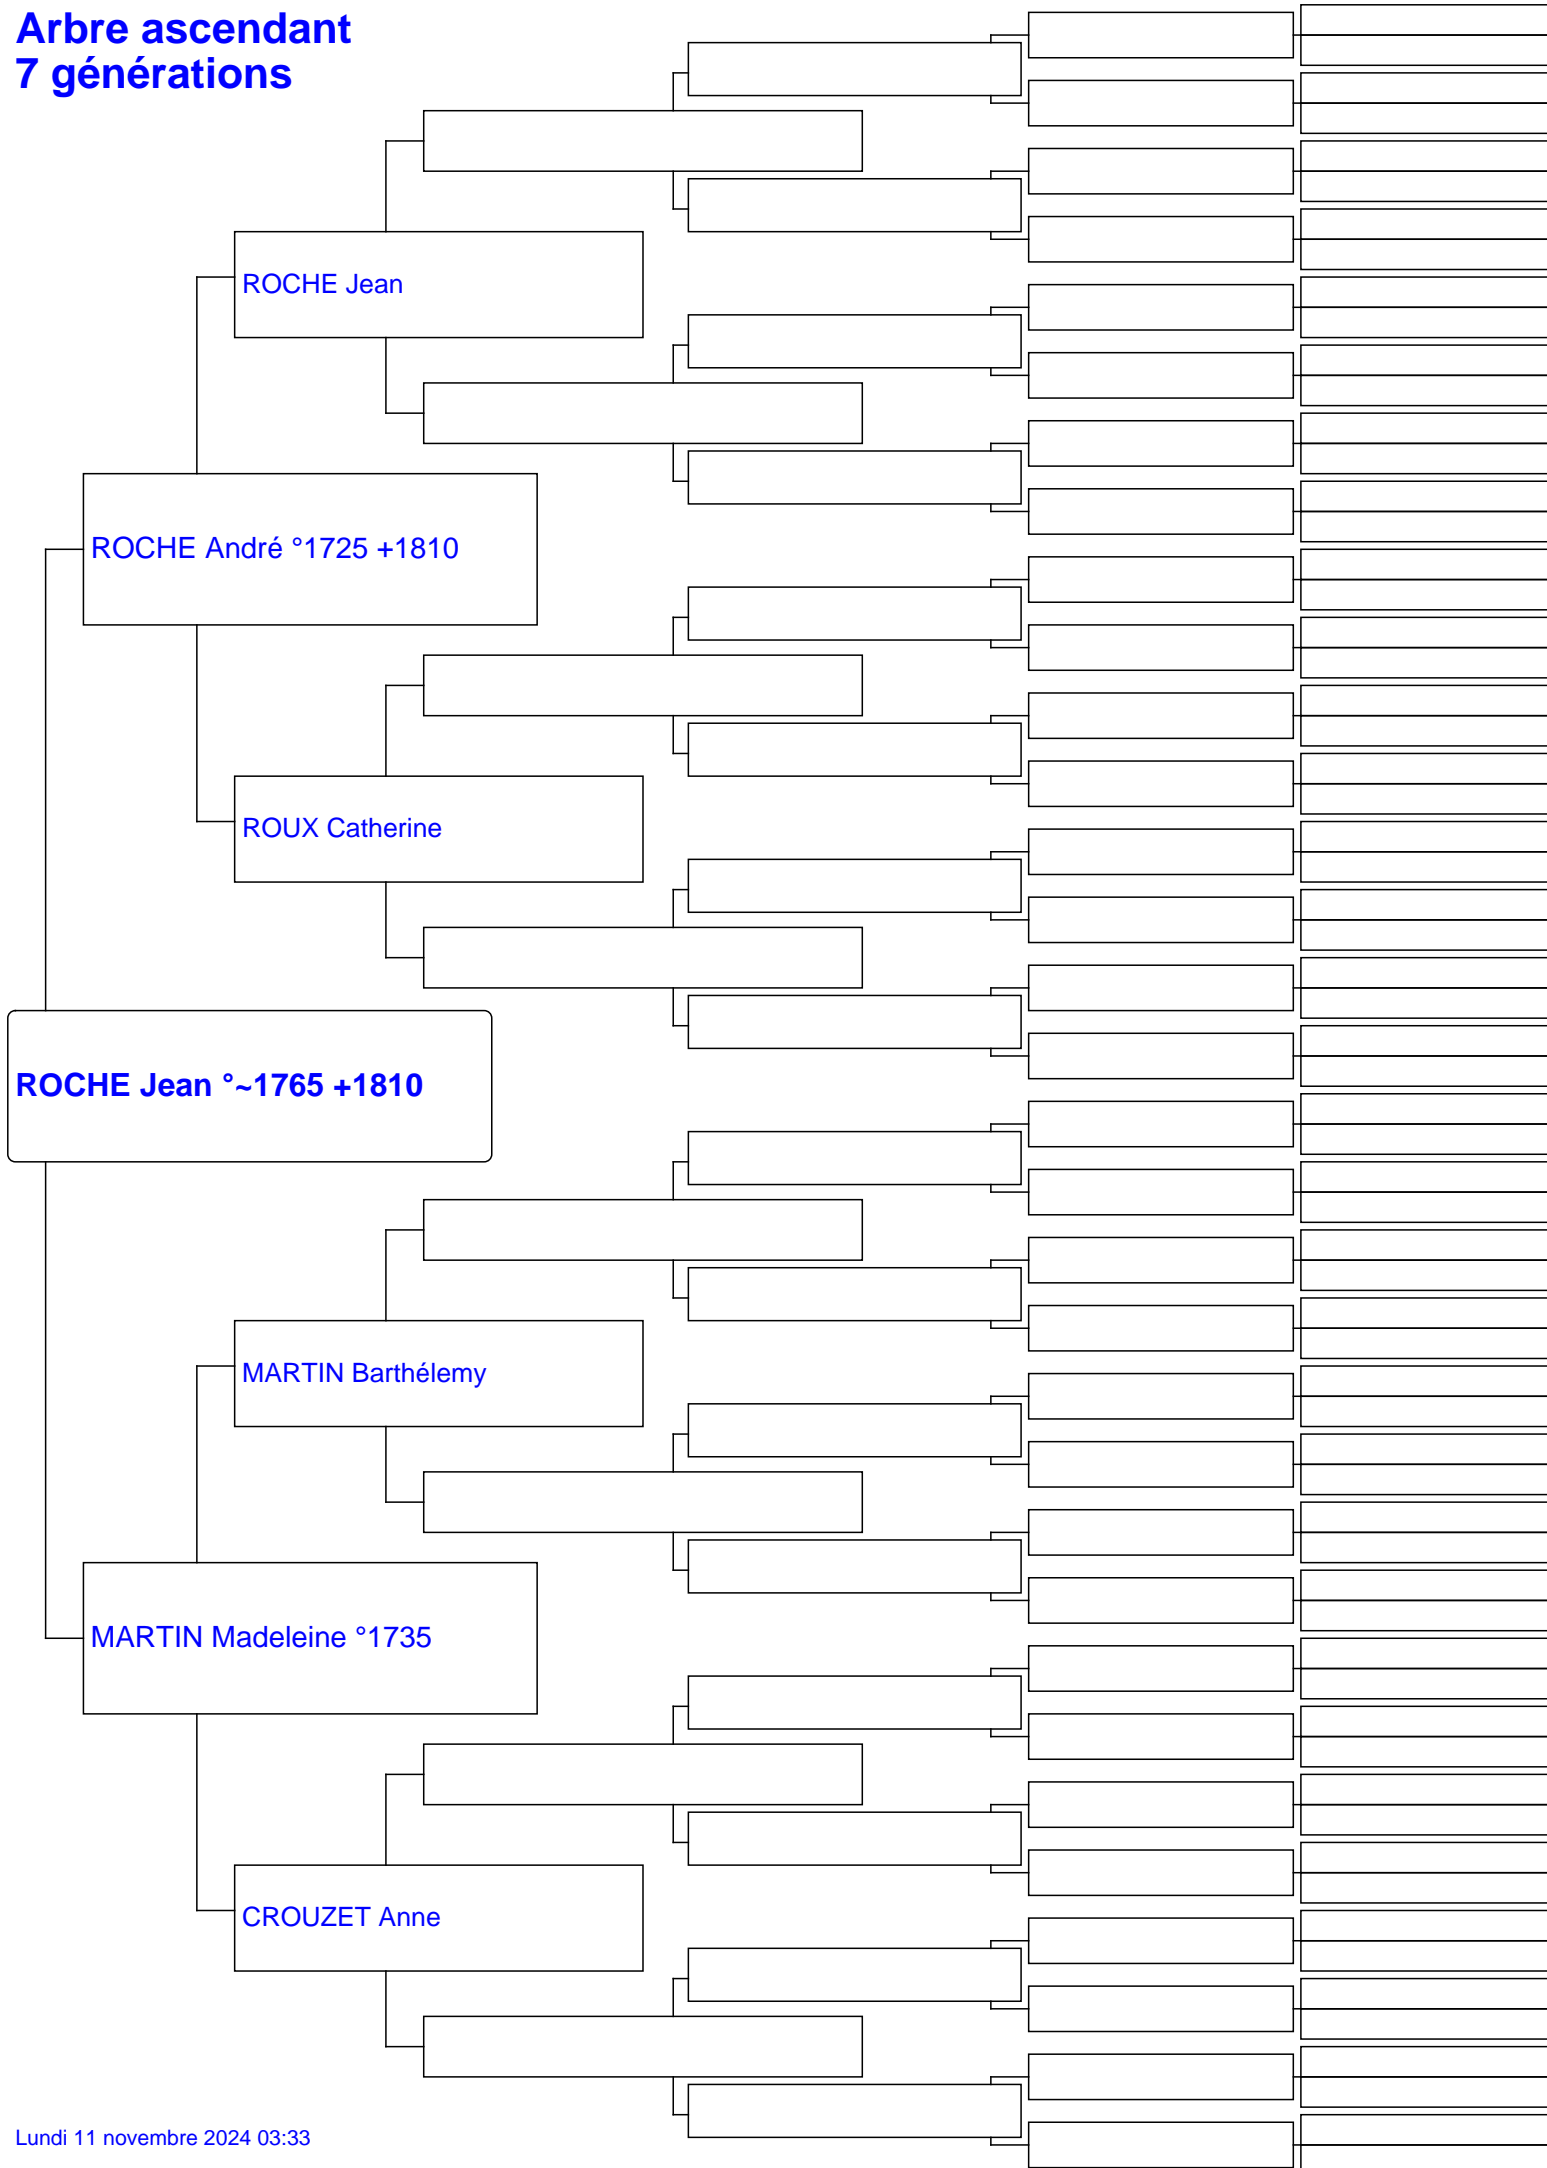 Arbre ascendant
7 générations
ROCHE Jean
ROCHE André °1725 +1810
ROUX Catherine
ROCHE Jean °~1765 +1810
MARTIN Barthélemy
MARTIN Madeleine °1735
CROUZET Anne
Lundi 11 novembre 2024 03:33